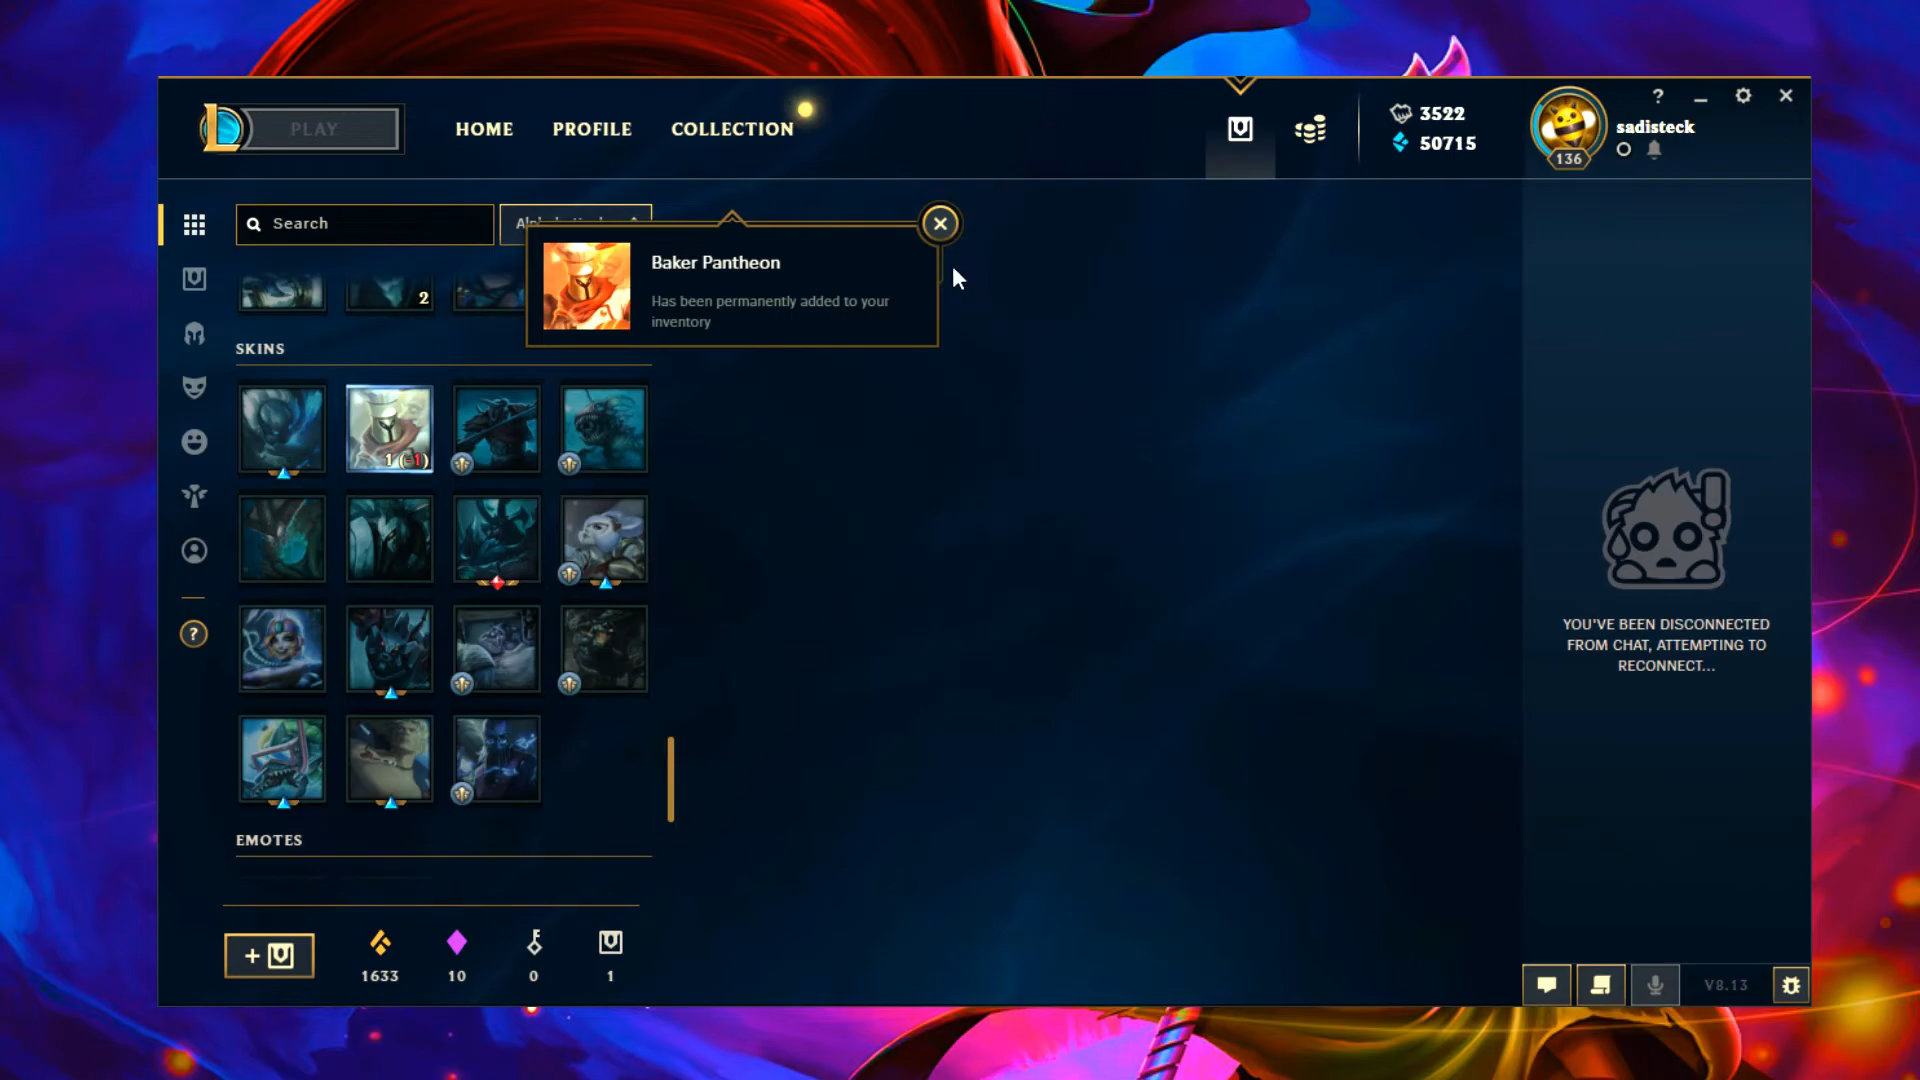 PLAY
HOME
PROFILE
COLLECTION
3522
50715
136
sadisteck
?
Search
2
Baker Pantheon
Has been permanently added to your
inventory
SKINS
1 (-1)
?
YOU'VE BEEN DISCONNECTED
FROM CHAT, ATTEMPTING TO
RECONNECT...
EMOTES
+
1633
10
0
1
V8.13